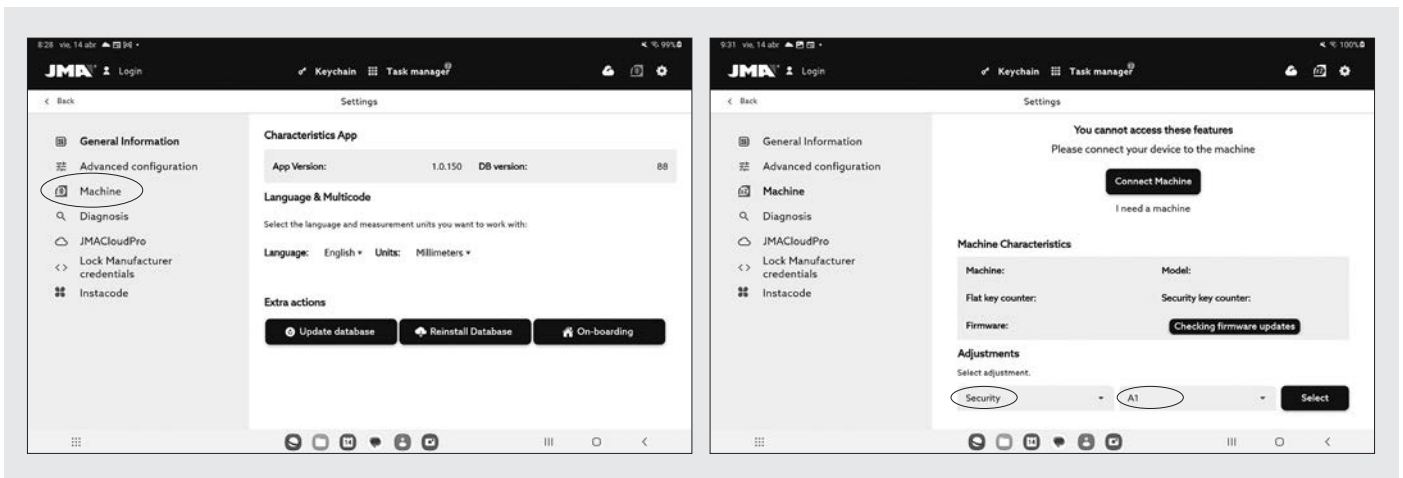 8:28 vie, 14 abr
99%
JMA Login
Keychain Task manager
< Back
Settings
General Information
Advanced configuration
Machine
Diagnosis
JMACloudPro
Lock Manufacturer
credentials
Instacode
Characteristics App
App Version: 1.0.150 DB version: 88
Language & Multicode
Select the language and measurement units you want to work with:
Language: English Units: Millimeters
Extra actions
Update database
Reinstall Database
On-boarding
9:31 vie, 14 abr
100%
JMA Login
Keychain Task manager
< Back
Settings
General Information
Advanced configuration
Machine
Diagnosis
JMACloudPro
Lock Manufacturer
credentials
Instacode
You cannot access these features
Please connect your device to the machine
Connect Machine
I need a machine
Machine Characteristics
Machine: Model:
Flat key counter: Security key counter:
Firmware: Checking firmware updates
Adjustments
Select adjustment.
Security A1 Select